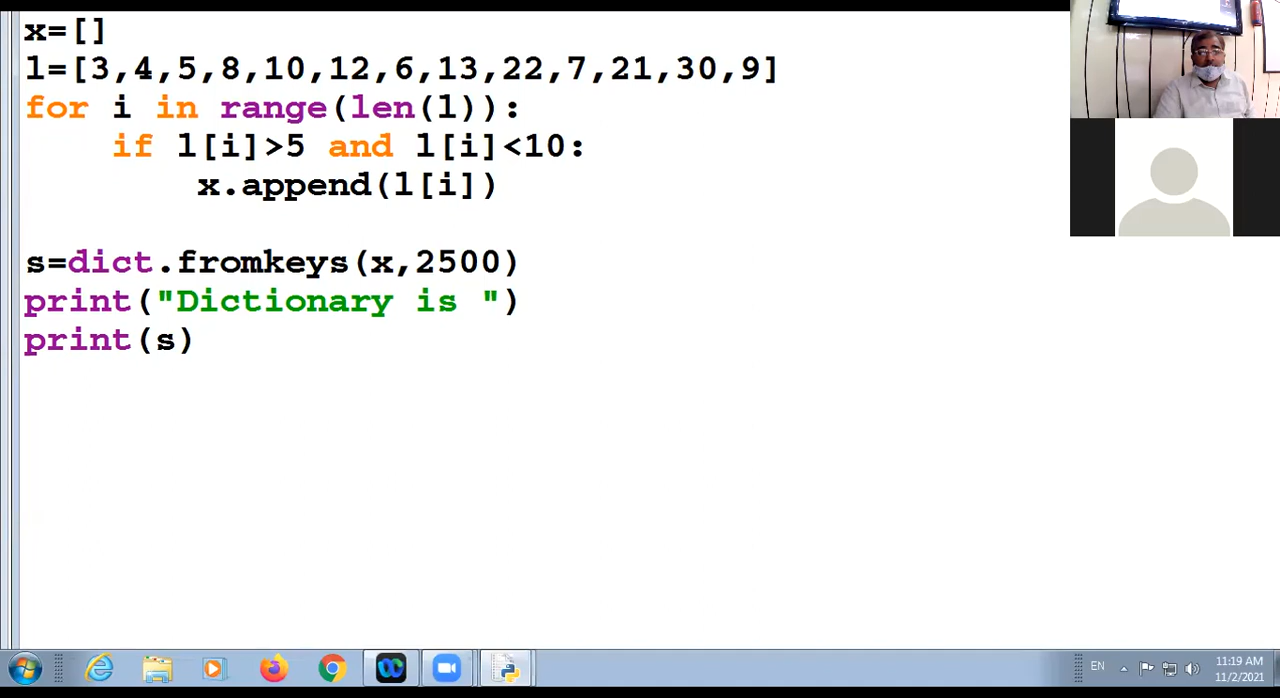 x=[]
l=[3,4,5,8,10,12,6,13,22,7,21,30,9]
for i in range(len(l)):
    if l[i]>5 and l[i]<10:
        x.append(l[i])
s=dict.fromkeys(x,2500)
print("Dictionary is ")
print(s)
EN
11:19 AM
11/2/2021